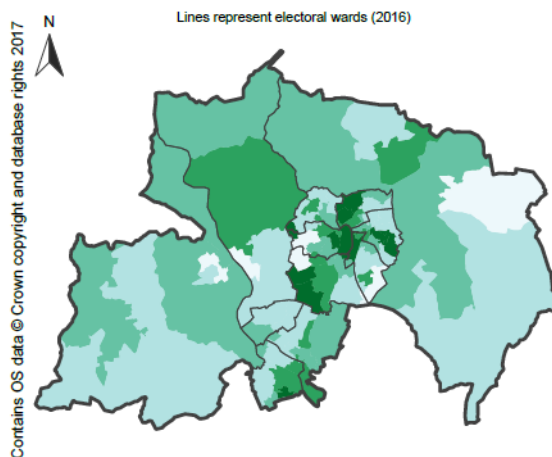 Lines represent electoral wards (2016)
N
Contains OS data © Crown copyright and database rights 2017